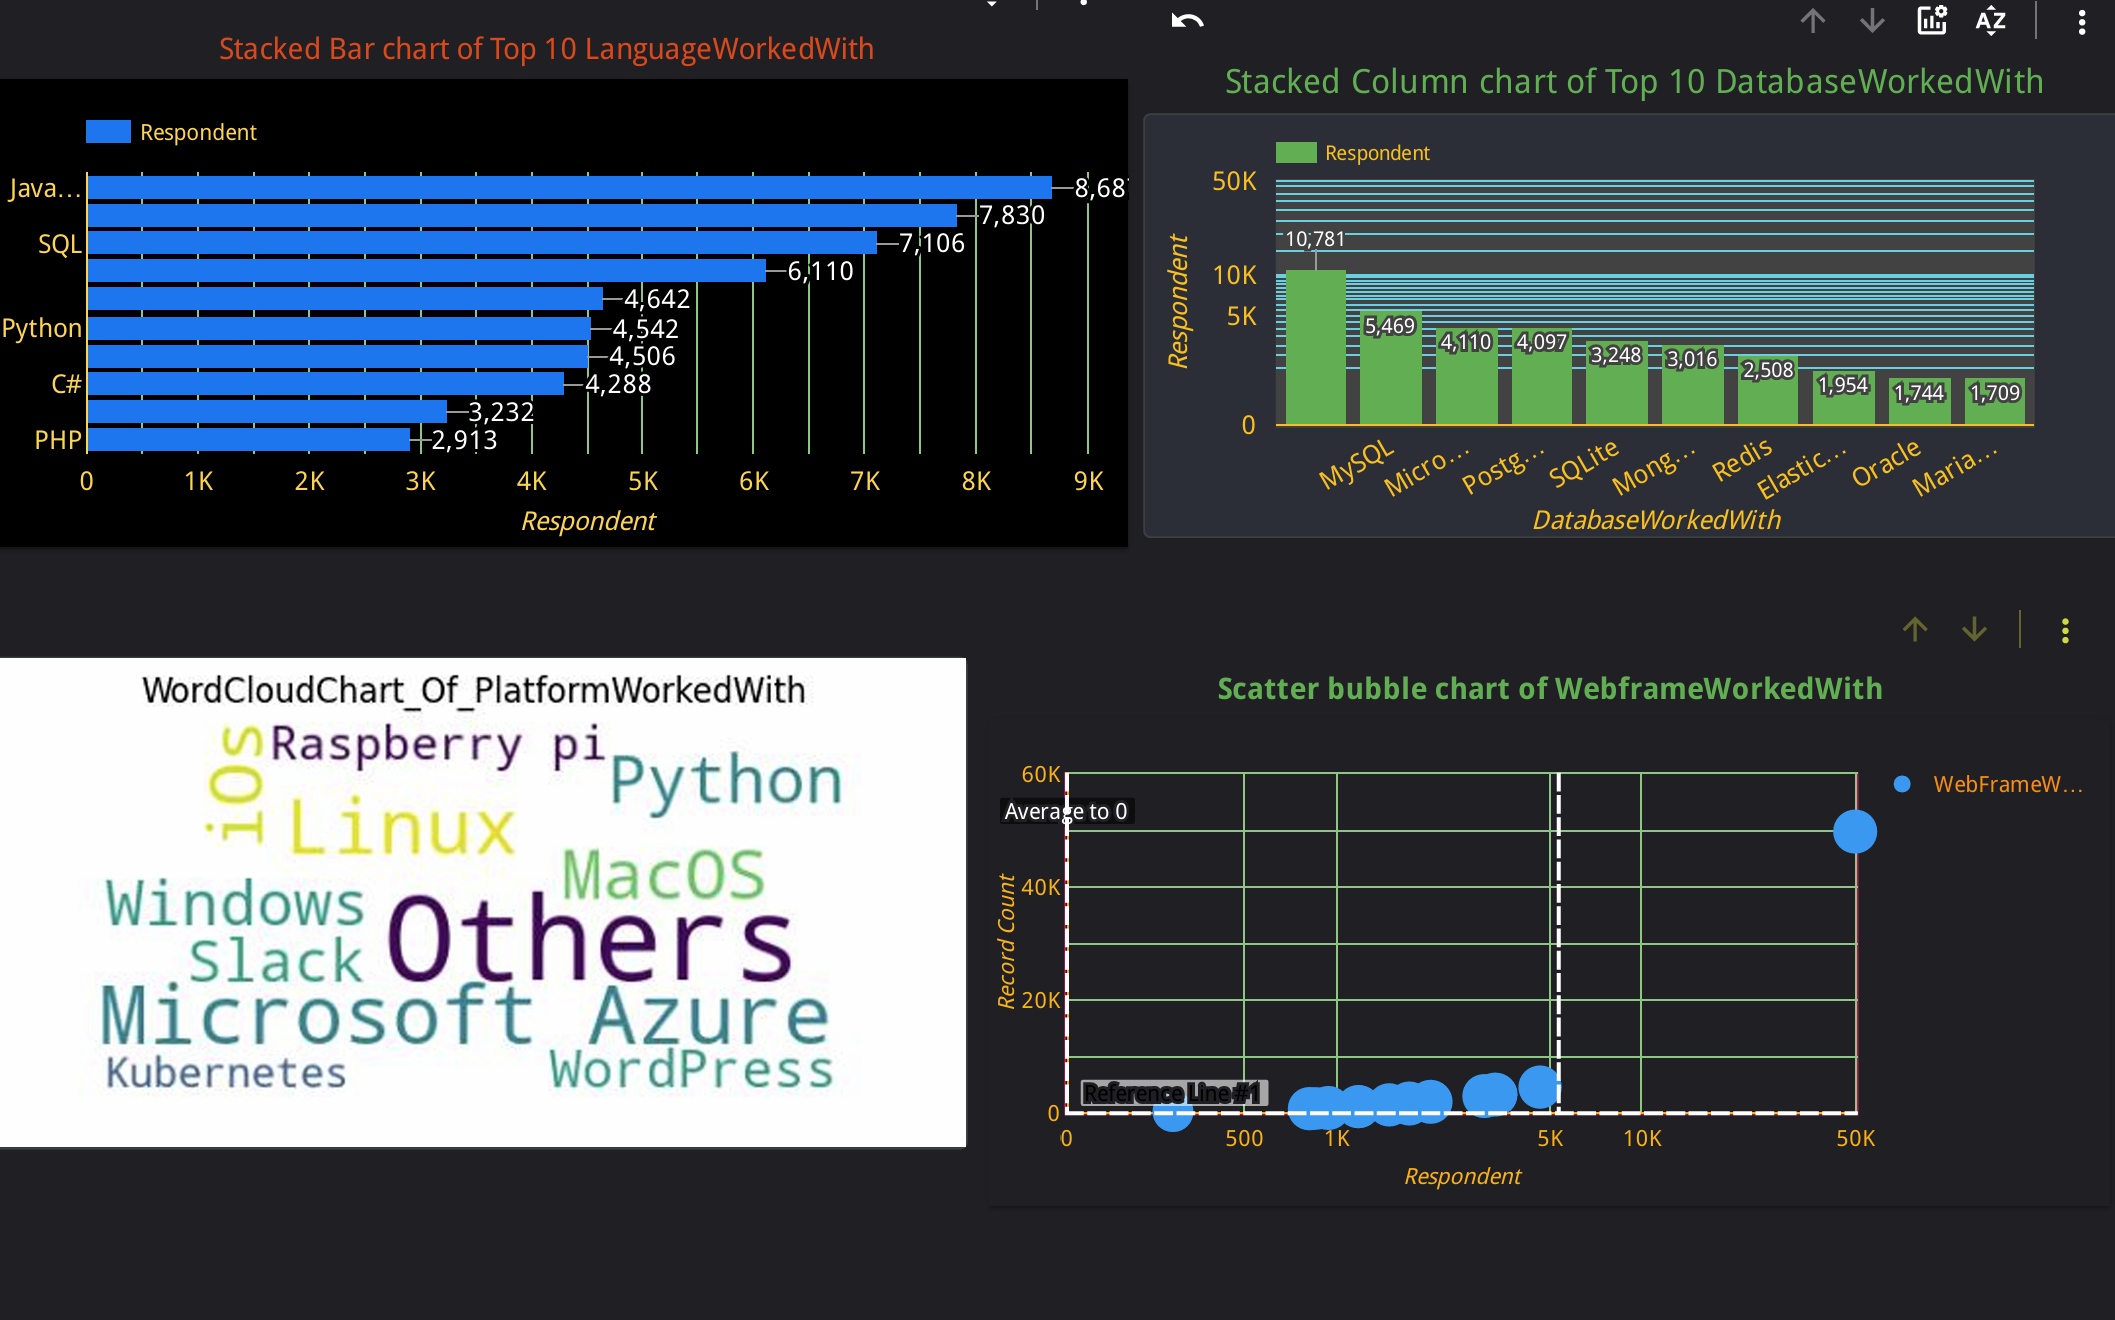 Stacked Bar chart of Top 10 LanguageWorkedWith
Respondent
Java…
8,687
7,830
SQL
7,106
6,110
4,642
Python
4,542
4,506
C#
4,288
3,232
PHP
2,913
0 1K 2K 3K 4K 5K 6K 7K 8K 9K
Respondent
AZ
Stacked Column chart of Top 10 DatabaseWorkedWith
Respondent
50K
10K
5K
0
Respondent
10,781
5,469
4,110
4,097
3,248
3,016
2,508
1,954
1,744
1,709
MySQL
Micro…
Postg…
SQLite
Mong…
Redis
Elastic…
Oracle
Maria…
DatabaseWorkedWith
WordCloudChart_Of_PlatformWorkedWith
iOS
Raspberry pi
Python
Linux
MacOS
Windows
Others
Slack
Microsoft Azure
Kubernetes
WordPress
Scatter bubble chart of WebframeWorkedWith
WebFrameW…
60K
Average to 0
40K
20K
0
Record Count
Reference Line #1
0 500 1K 5K 10K 50K
Respondent